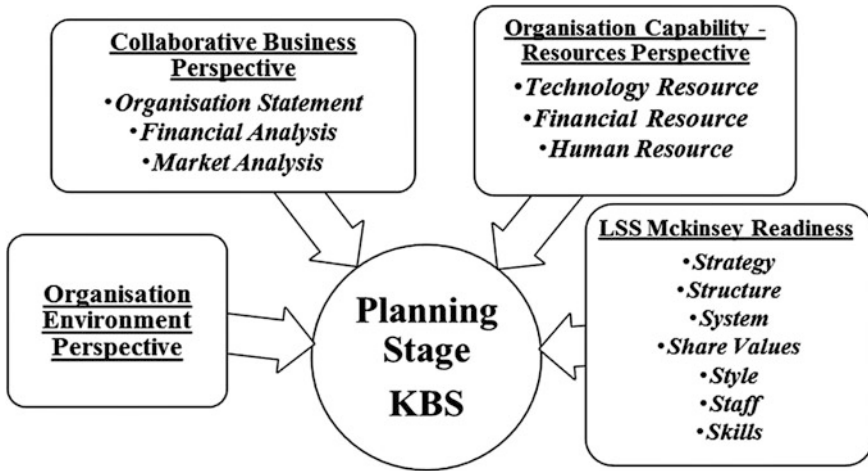 Collaborative Business
Perspective
•Organisation Statement
•Financial Analysis
•Market Analysis
Organisation Capability -
Resources Perspective
•Technology Resource
•Financial Resource
•Human Resource
Organisation
Environment
Perspective
Planning
Stage
KBS
LSS Mckinsey Readiness
•Strategy
•Structure
•System
•Share Values
•Style
•Staff
•Skills